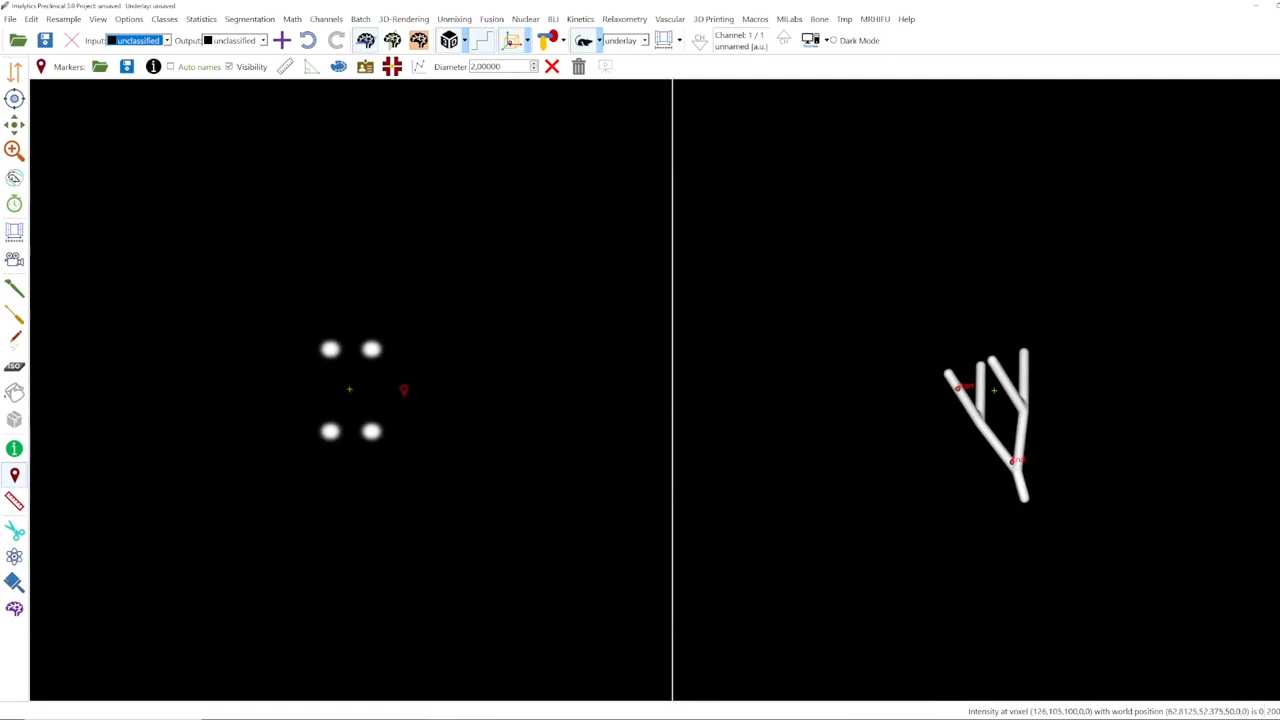 Imalytics Preclinical 3.0 Project: unsaved Underlay: unsaved
File Edit Resample View Options Classes Statistics Segmentation Math Channels Batch 3D-Rendering Unmixing Fusion Nuclear BLI Kinetics Relaxometry Vascular 3D Printing Macros MILabs Bone Tmp MRHIFU Help
Input: unclassified Output: unclassified underlay CH Channel: 1 / 1 CH Dark Mode
unnamed [a.u.]
Markers: Auto names Visibility Diameter 2,00000
ISO
Intensity at voxel (126,105,100,0,0) with world position (62.8125,52.375,50,0,0) is 0 200